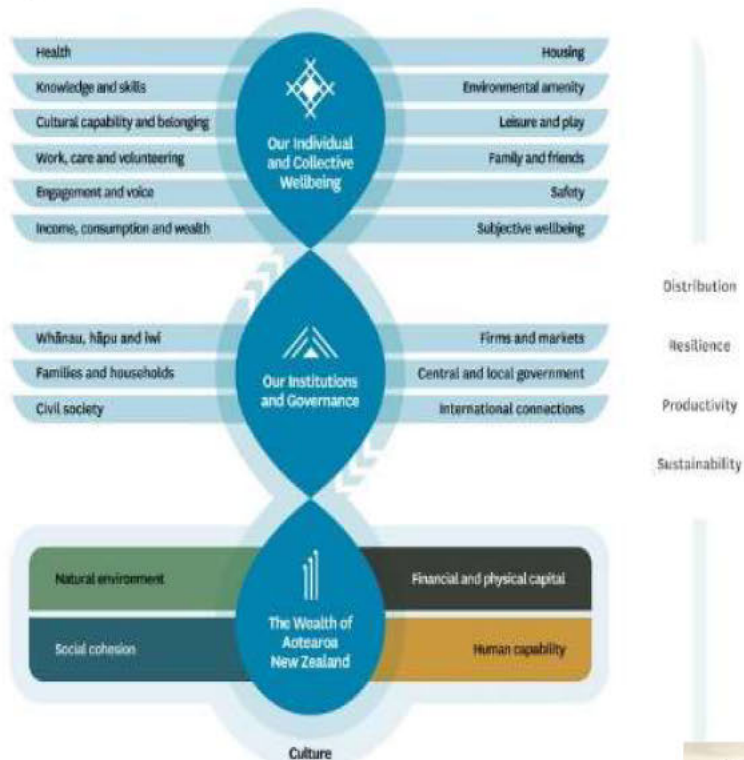 Health
Housing
Knowledge and skills
Environmental amenity
Cultural capability and belonging
Leisure and play
Work, care and volunteering
Family and friends
Engagement and voice
Safety
Income, consumption and wealth
Subjective wellbeing
Our Individual
and Collective
Wellbeing
Distribution
Resilience
Productivity
Sustainability
Whānau, hāpu and iwi
Firms and markets
Families and households
Central and local government
Civil society
International connections
Our Institutions
and Governance
Natural environment
Financial and physical capital
Social cohesion
Human capability
The Wealth of
Aotearoa
New Zealand
Culture